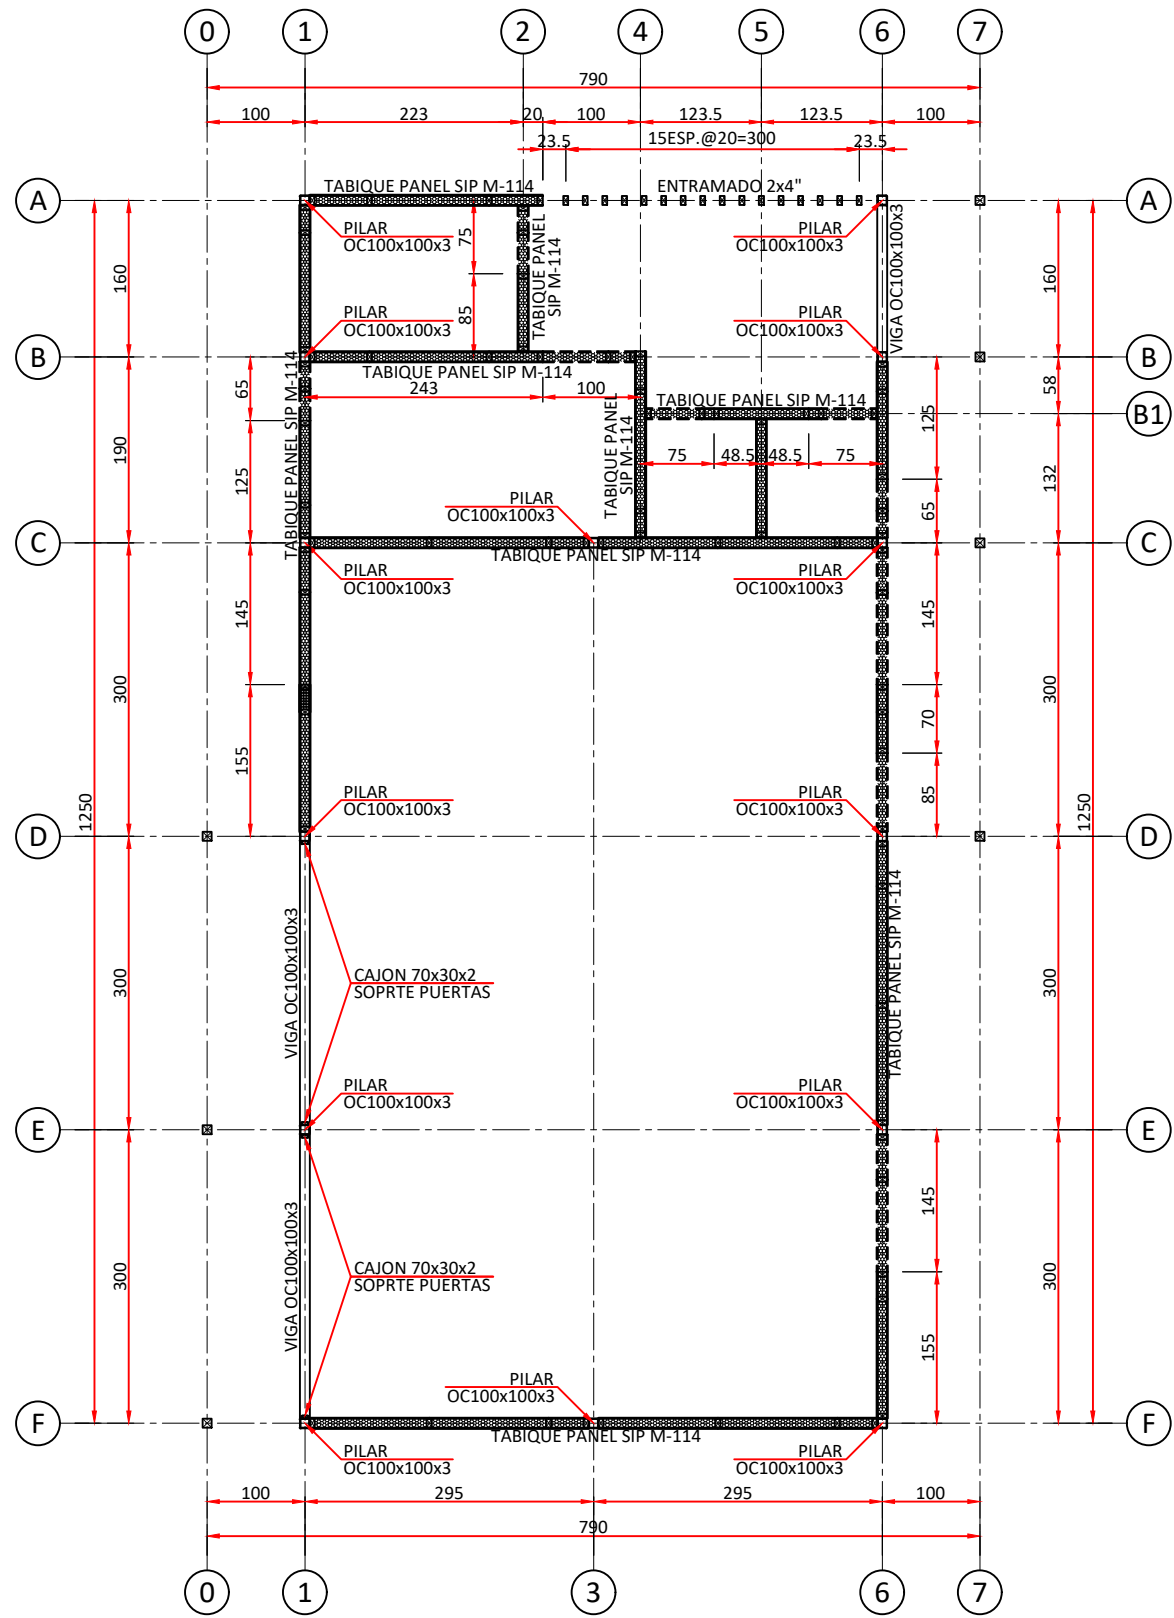 0 1 2 4 5 6 7
790
100 223 20 100 123.5 123.5 100
23.5 15ESP.@20=300 23.5
TABIQUE PANEL SIP M-114
ENTRAMADO 2x4"
A
A
PILAR
OC100x100x3
PILAR
OC100x100x3
75
85
TABIQUE PANEL
SIP M-114
VIGA OC100x100x3
160
160
PILAR
OC100x100x3
PILAR
OC100x100x3
B
B
TABIQUE PANEL SIP M-114
243 100
TABIQUE PANEL SIP M-114
65
125
190
TABIQUE PANEL SIP M-114
TABIQUE PANEL
SIP M-114
75 48.5 48.5 75
125
65
58
B1
132
PILAR
OC100x100x3
C
C
TABIQUE PANEL SIP M-114
PILAR
OC100x100x3
PILAR
OC100x100x3
145
155
300
145
70
85
300
1250
1250
PILAR
OC100x100x3
PILAR
OC100x100x3
D
D
VIGA OC100x100x3
300
CAJON 70x30x2
SOPRTE PUERTAS
TABIQUE PANEL SIP M-114
300
PILAR
OC100x100x3
PILAR
OC100x100x3
E
E
VIGA OC100x100x3
300
CAJON 70x30x2
SOPRTE PUERTAS
145
155
300
PILAR
OC100x100x3
F
F
TABIQUE PANEL SIP M-114
PILAR
OC100x100x3
PILAR
OC100x100x3
100 295 295 100
790
0 1 3 6 7